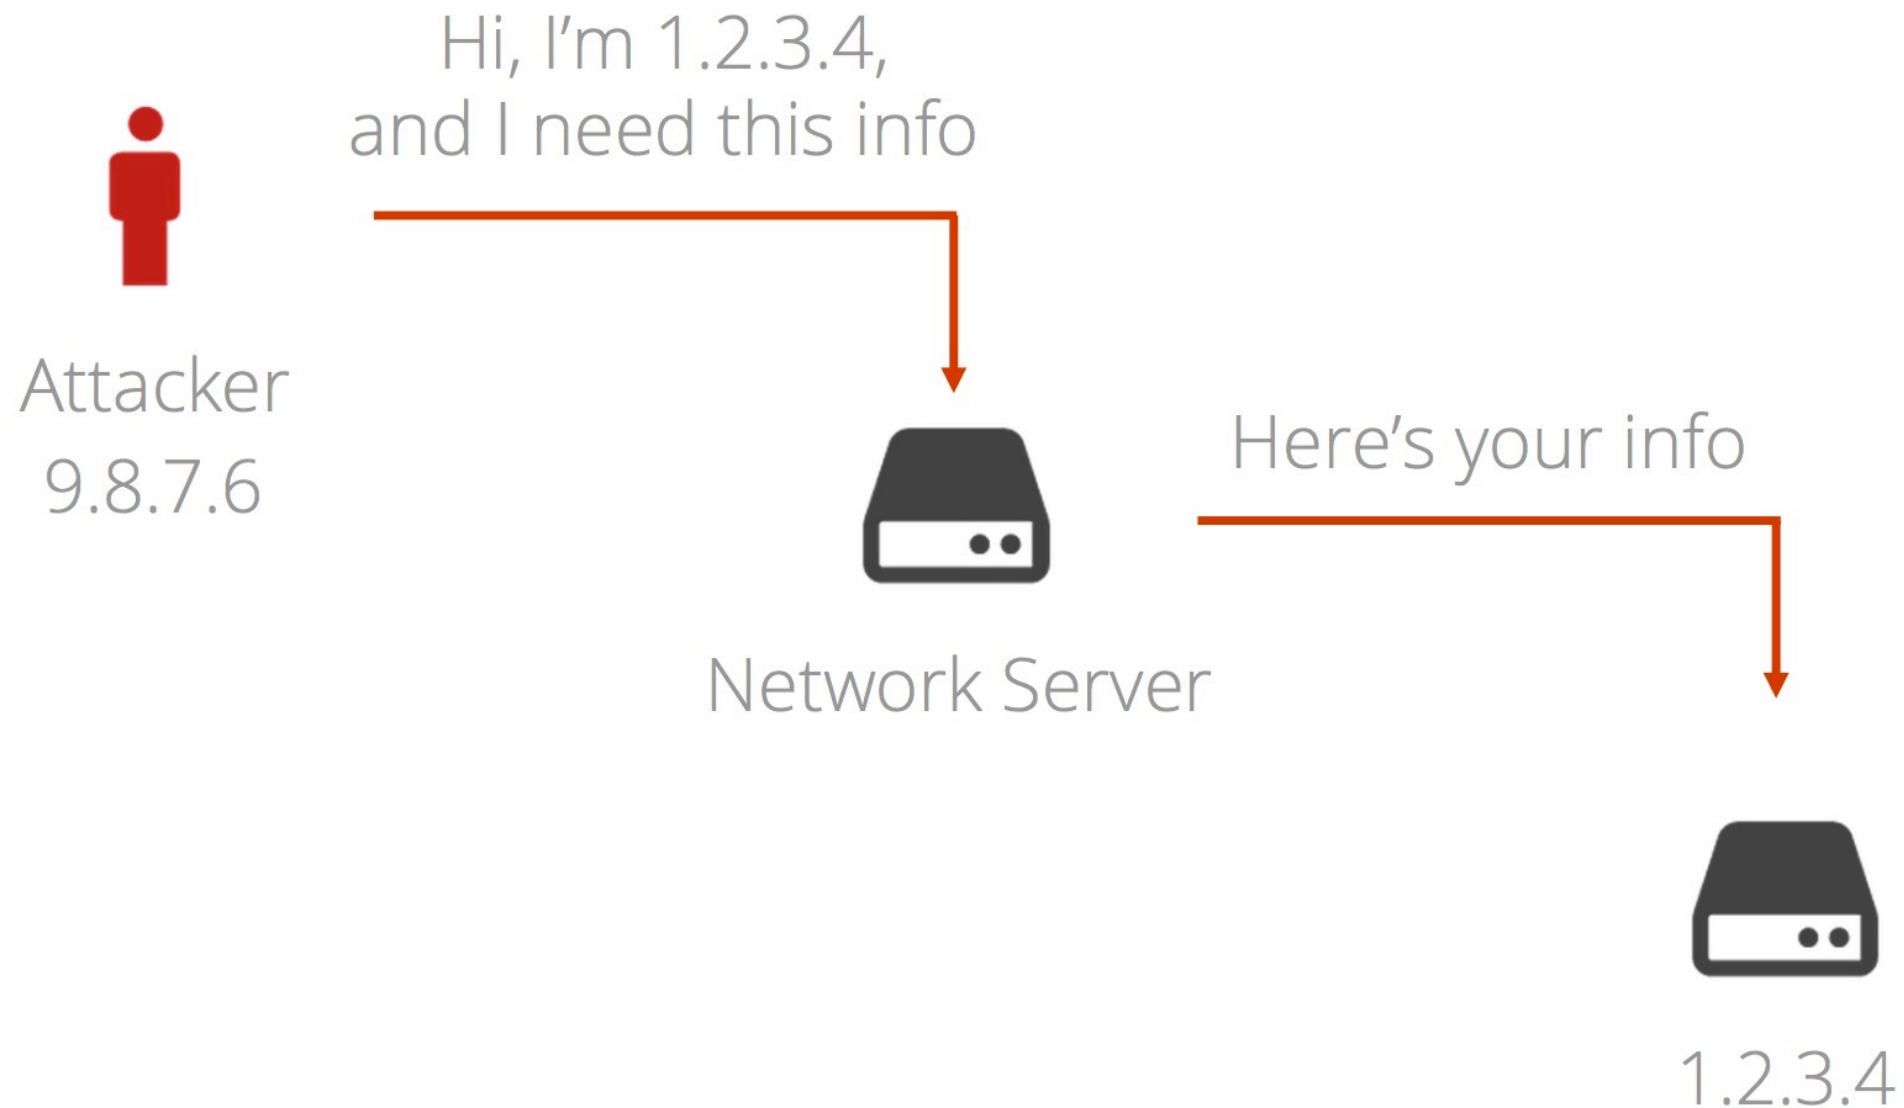 Hi, I’m 1.2.3.4,
and I need this info
Attacker
9.8.7.6
Here’s your info
Network Server
1.2.3.4